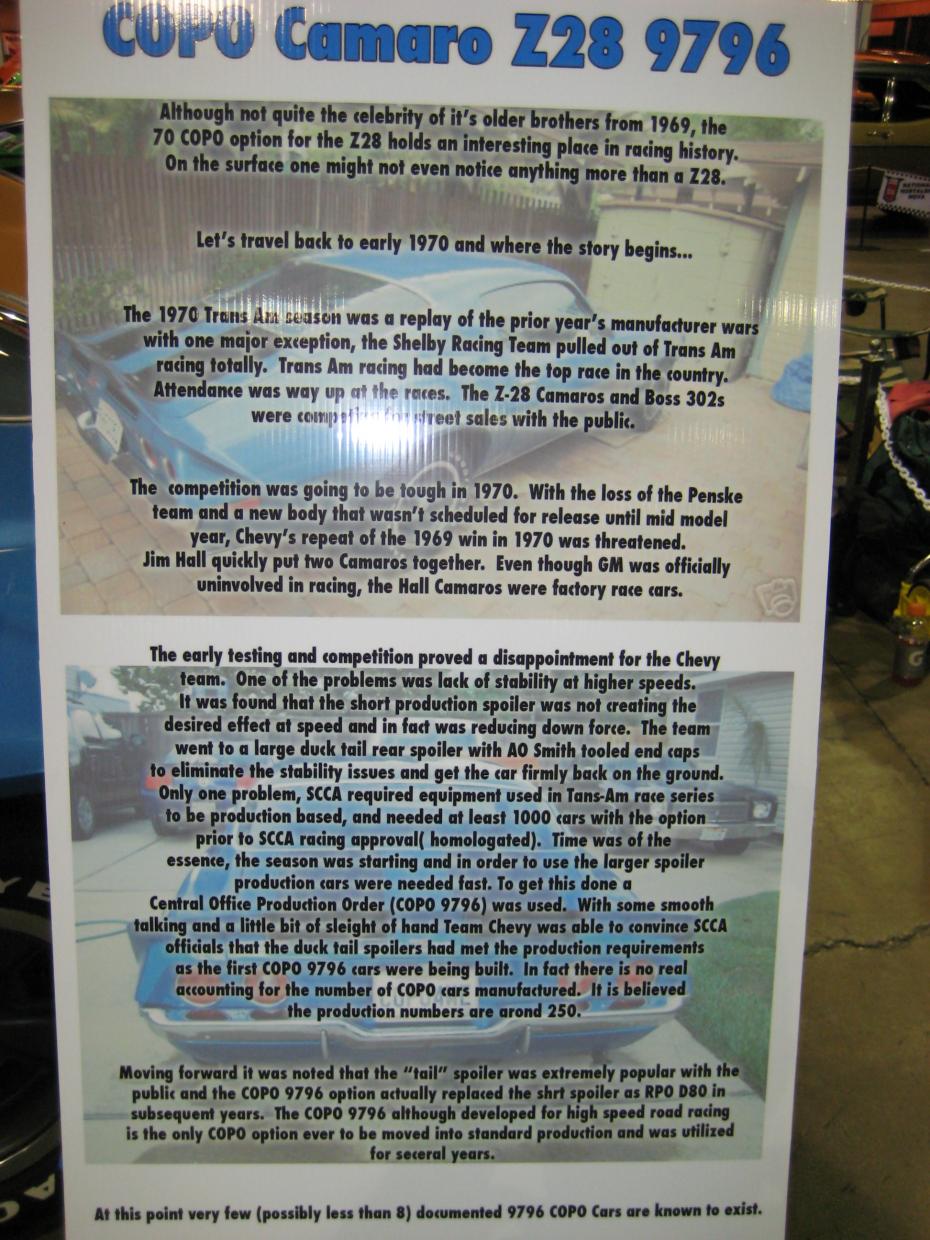 COPO Camaro Z28 9796
Although not quite the celebrity of it's older brothers from 1969, the
70 COPO option for the Z28 holds an interesting place in racing history.
On the surface one might not even notice anything more than a Z28.
Let's travel back to early 1970 and where the story begins...
The 1970 Trans Am season was a replay of the prior year's manufacturer wars
with one major exception, the Shelby Racing Team pulled out of Trans Am
racing totally. Trans Am racing had become the top race in the country.
Attendance was way up at the races. The Z-28 Camaros and Boss 302s
were street sales with the public.
The competition was going to be tough in 1970. With the loss of the Penske
team and a new body that wasn't scheduled for release until mid model
year, Chevy's repeat of the 1969 win in 1970 was threatened.
Jim Hall quickly put two Camaros together. Even though GM was officially
uninvolved in racing, the Hall Camaros were factory race cars.
The early testing and competition proved a disappointment for the Chevy
team. One of the problems was lack of stability at higher speeds.
It was found that the short production spoiler was not creating the
desired effect at speed and in fact was reducing down force. The team
went to a large duck tail rear spoiler with AO Smith tooled end caps
to eliminate the stability issues and get the car firmly back on the ground.
Only one problem, SCCA required equipment used in Tans-Am race series
to be production based, and needed at least 1000 cars with the option
prior to SCCA racing approval( homologated). Time was of the
essence, the season was starting and in order to use the larger spoiler
production cars were needed fast. To get this done a
Central Office Production Order (COPO 9796) was used. With some smooth
talking and a little bit of sleight of hand Team Chevy was able to convince SCCA
officials that the duck tail spoilers had met the production requirements
as the first COPO 9796 cars were being built. In fact there is no real
accounting for the number of COPO cars manufactured. It is believed
the production numbers are arond 250.
Moving forward it was noted that the "tail" spoiler was extremely popular with the
public and the COPO 9796 option actually replaced the shrt spoiler as RPO D80 in
subsequent years. The COPO 9796 although developed for high speed road racing
is the only COPO option ever to be moved into standard production and was utilized
for seceral years.
At this point very few (possibly less than 8) documented 9796 COPO Cars are known to exist.